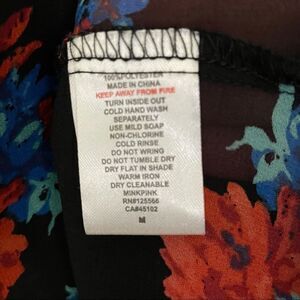 100%POLYESTER
MADE IN CHINA
KEEP AWAY FROM FIRE
TURN INSIDE OUT
COLD HAND WASH
SEPARATELY
USE MILD SOAP
NON-CHLORINE
COLD RINSE
DO NOT WRING
DO NOT TUMBLE DRY
DRY FLAT IN SHADE
WARM IRON
DRY CLEANABLE
MINKPINK
RN#125566
CA#45102
M